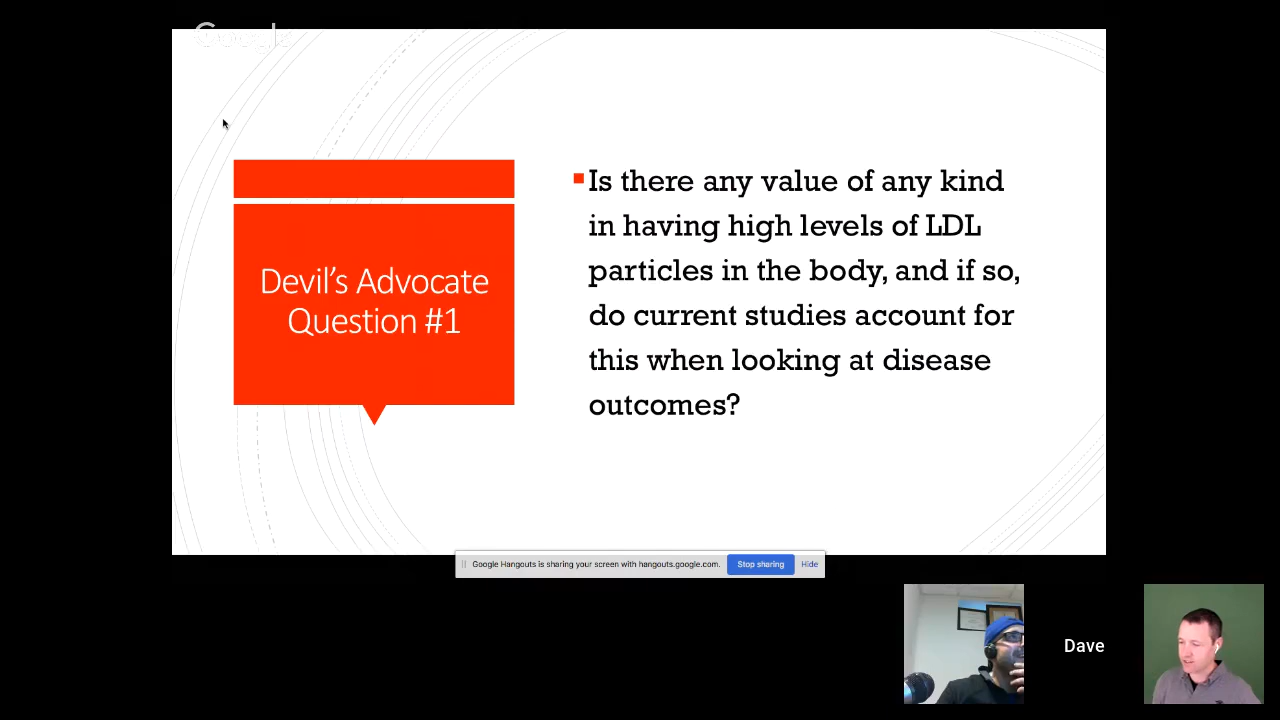 Google
Devil's Advocate
Question #1
Is there any value of any kind
in having high levels of LDL
particles in the body, and if so,
do current studies account for
this when looking at disease
outcomes?
Google Hangouts is sharing your screen with hangouts.google.com. Stop sharing Hide
Dave